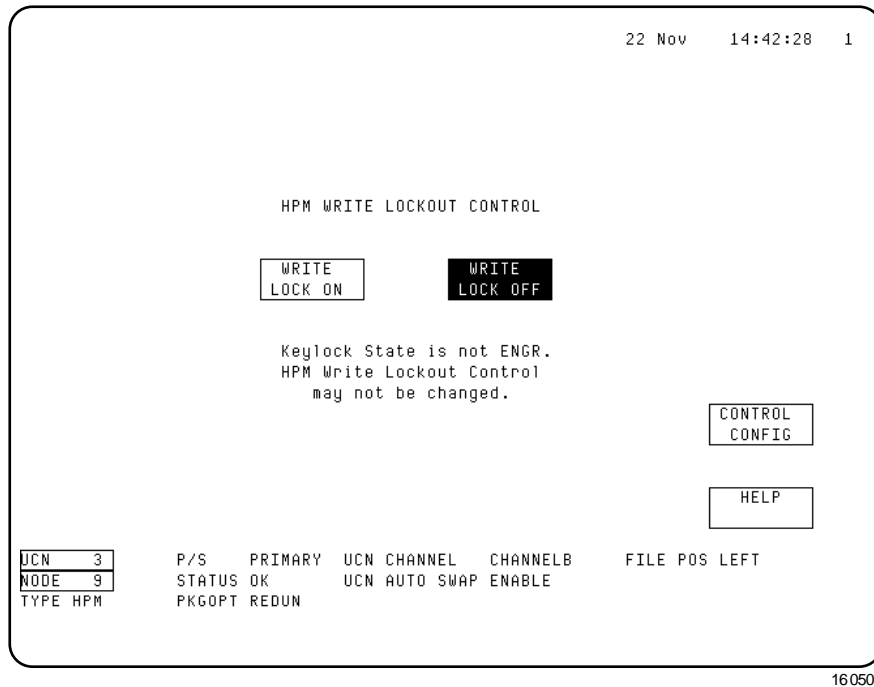 22 Nov 14:42:28 1
HPM WRITE LOCKOUT CONTROL
WRITE LOCK ON
WRITE LOCK OFF
Keylock State is not ENGR.
HPM Write Lockout Control
may not be changed.
CONTROL CONFIG
HELP
UCN 3 P/S PRIMARY UCN CHANNEL CHANNELB FILE POS LEFT
NODE 9 STATUS OK UCN AUTO SWAP ENABLE
TYPE HPM PKGOPT REDUN
16050